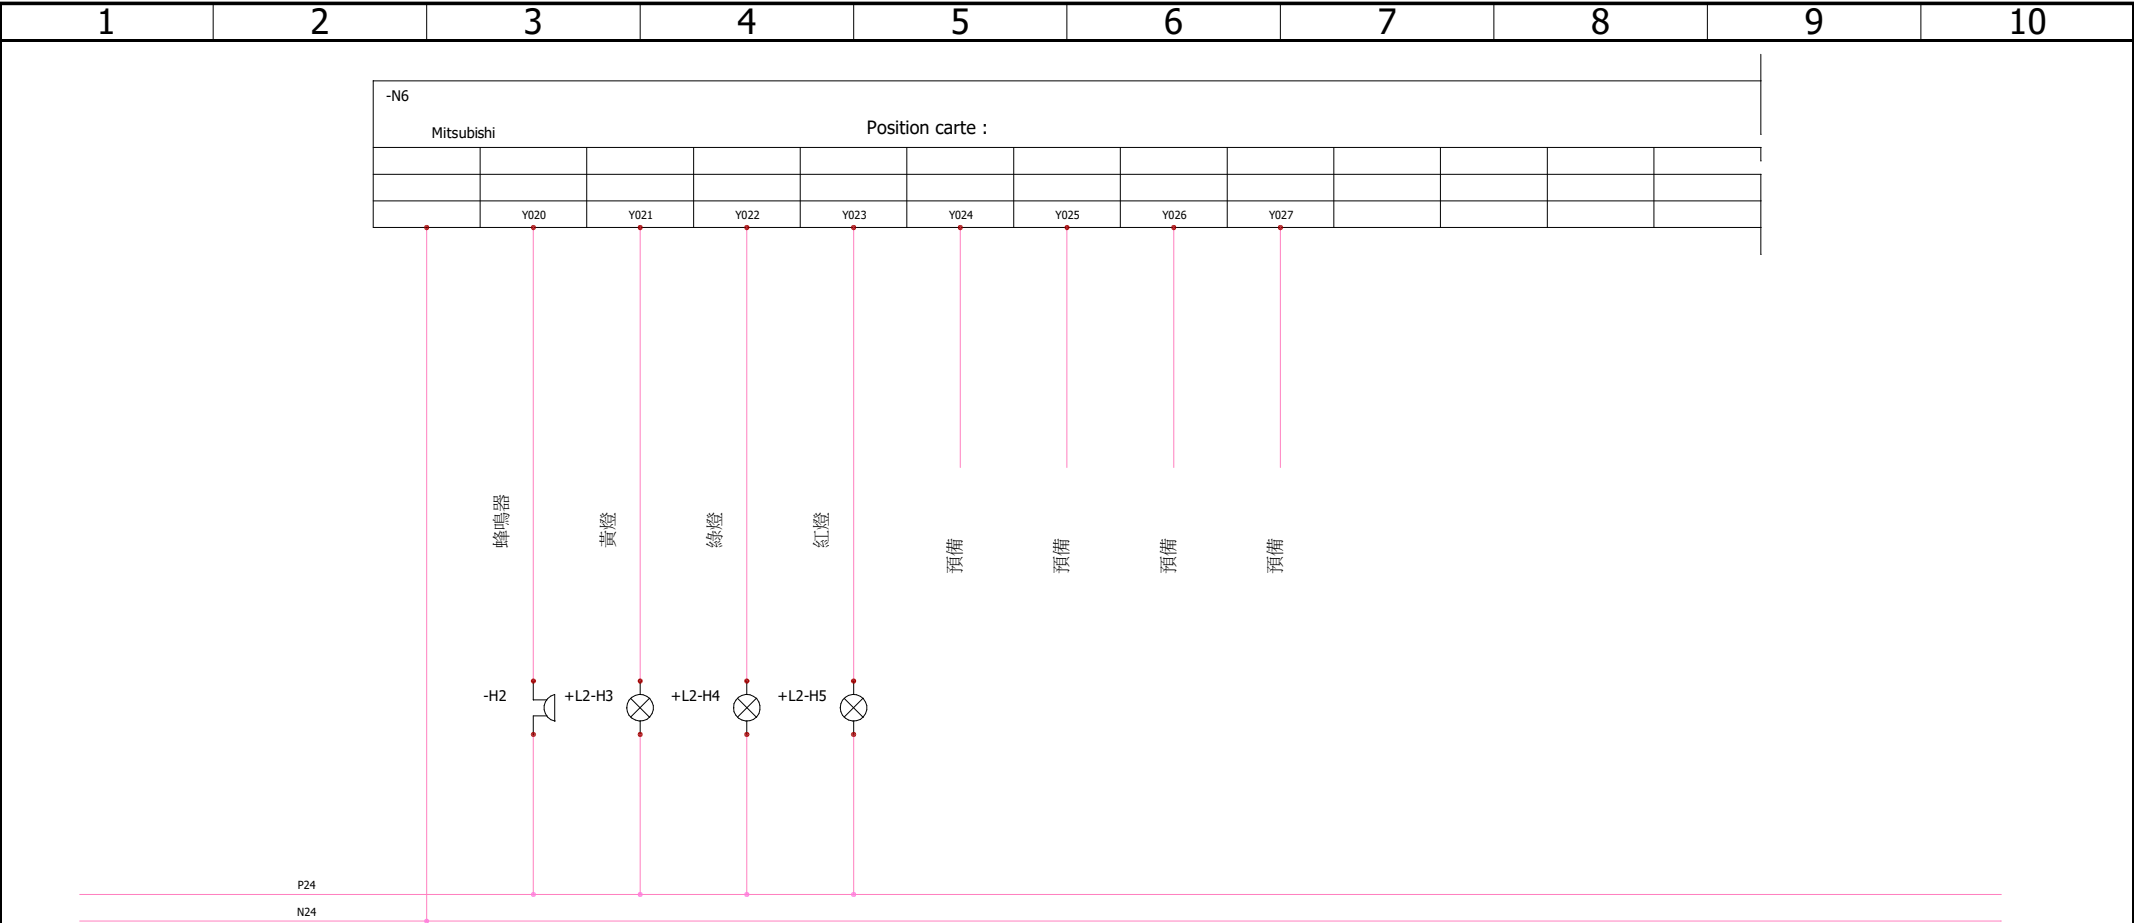 1 2 3 4 5 6 7 8 9 10
-N6
Mitsubishi
Position carte :
Y020 Y021 Y022 Y023 Y024 Y025 Y026 Y027
蜂鳴器
黃燈
綠燈
紅燈
預備
預備
預備
預備
-H2
+L2-H3
+L2-H4
+L2-H5
P24
N24